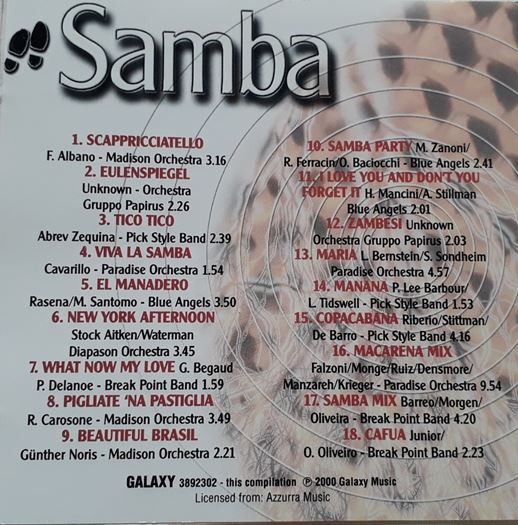 Samba
1. SCAPPRICCIATELLO
F. Albano - Madison Orchestra 3.16
2. EULENSPIEGEL
Unknown - Orchestra
Gruppo Papirus 2.26
3. TICO TICO
Abrev Zequina - Pick Style Band 2.39
4. VIVA LA SAMBA
Cavarillo - Paradise Orchestra 1.54
5. EL MANADERO
Rasena/M. Santomo - Blue Angels 3.50
6. NEW YORK AFTERNOON
Stock Aitken/Waterman
Diapason Orchestra 3.45
7. WHAT NOW MY LOVE G. Begaud
P. Delanoe - Break Point Band 1.59
8. PIGLIATE 'NA PASTIGLIA
R. Carosone - Madison Orchestra 3.49
9. BEAUTIFUL BRASIL
Günther Noris - Madison Orchestra 2.21
10. SAMBA PARTY M. Zanoni/
R. Ferracin/O. Baciocchi - Blue Angels 2.41
11. I LOVE YOU AND DON'T YOU
FORGET IT H. Mancini/A. Stillman
Blue Angels 2.01
12. ZAMBESI Unknown
Orchestra Gruppo Papirus 2.03
13. MARIA L. Bernstein/S. Sondheim
Paradise Orchestra 4.57
14. MANANA P. Lee Barbour/
L. Tidswell - Pick Style Band 1.53
15. COPACABANA Riberio/Stittman/
De Barro - Pick Style Band 4.16
16. MACARENA MIX
Falzoni/Monge/Ruiz/Densmore/
Manzareh/Krieger - Paradise Orchestra 9.54
17. SAMBA MIX Barreo/Morgen/
Oliveira - Break Point Band 4.20
18. CAFUA Junior/
O. Oliveiro - Break Point Band 2.23
GALAXY 3892302 - this compilation ℗ 2000 Galaxy Music
Licensed from: Azzurra Music